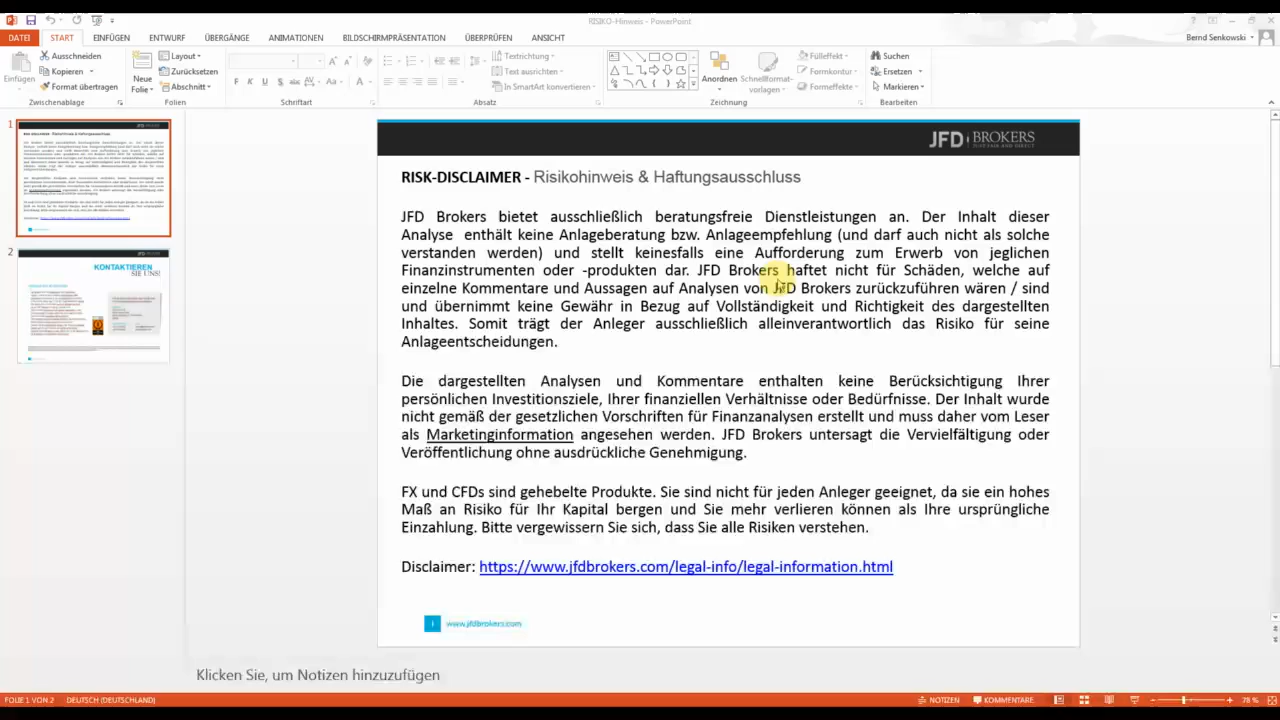 RISIKO-Hinweis - PowerPoint
DATEI START EINFÜGEN ENTWURF ÜBERGÄNGE ANIMATIONEN BILDSCHIRMPRÄSENTATION ÜBERPRÜFEN ANSICHT Bernd Senkowski
Einfügen
Ausschneiden
Kopieren
Format übertragen
Zwischenablage
Neue
Folie
Layout
Zurücksetzen
Abschnitt
Folien
Schriftart
Textrichtung
Text ausrichten
In SmartArt konvertieren
Absatz
Anordnen
Schnellformat-
vorlagen
Fülleffekt
Formkontur
Formeffekte
Zeichnung
Suchen
Ersetzen
Markieren
Bearbeiten
1
2
KONTAKTIEREN
SIE UNS!
JFD BROKERS
JUST FAIR AND DIRECT
RISK-DISCLAIMER - Risikohinweis & Haftungsausschluss
JFD Brokers bietet ausschließlich beratungsfreie Dienstleistungen an. Der Inhalt dieser
Analyse enthält keine Anlageberatung bzw. Anlageempfehlung (und darf auch nicht als solche
verstanden werden) und stellt keinesfalls eine Aufforderung zum Erwerb von jeglichen
Finanzinstrumenten oder -produkten dar. JFD Brokers haftet nicht für Schäden, welche auf
einzelne Kommentare und Aussagen auf Analysen von JFD Brokers zurückzuführen wären / sind
und übernimmt keine Gewähr in Bezug auf Vollständigkeit und Richtigkeit des dargestellten
Inhaltes. Somit trägt der Anleger ausschließlich alleinverantwortlich das Risiko für seine
Anlageentscheidungen.
Die dargestellten Analysen und Kommentare enthalten keine Berücksichtigung Ihrer
persönlichen Investitionsziele, Ihrer finanziellen Verhältnisse oder Bedürfnisse. Der Inhalt wurde
nicht gemäß der gesetzlichen Vorschriften für Finanzanalysen erstellt und muss daher vom Leser
als Marketinginformation angesehen werden. JFD Brokers untersagt die Vervielfältigung oder
Veröffentlichung ohne ausdrückliche Genehmigung.
FX und CFDs sind gehebelte Produkte. Sie sind nicht für jeden Anleger geeignet, da sie ein hohes
Maß an Risiko für Ihr Kapital bergen und Sie mehr verlieren können als Ihre ursprüngliche
Einzahlung. Bitte vergewissern Sie sich, dass Sie alle Risiken verstehen.
Disclaimer: https://www.jfdbrokers.com/legal-info/legal-information.html
www.jfdbrokers.com
Klicken Sie, um Notizen hinzuzufügen
FOLIE 1 VON 2 DEUTSCH (DEUTSCHLAND) NOTIZEN KOMMENTARE 78 %